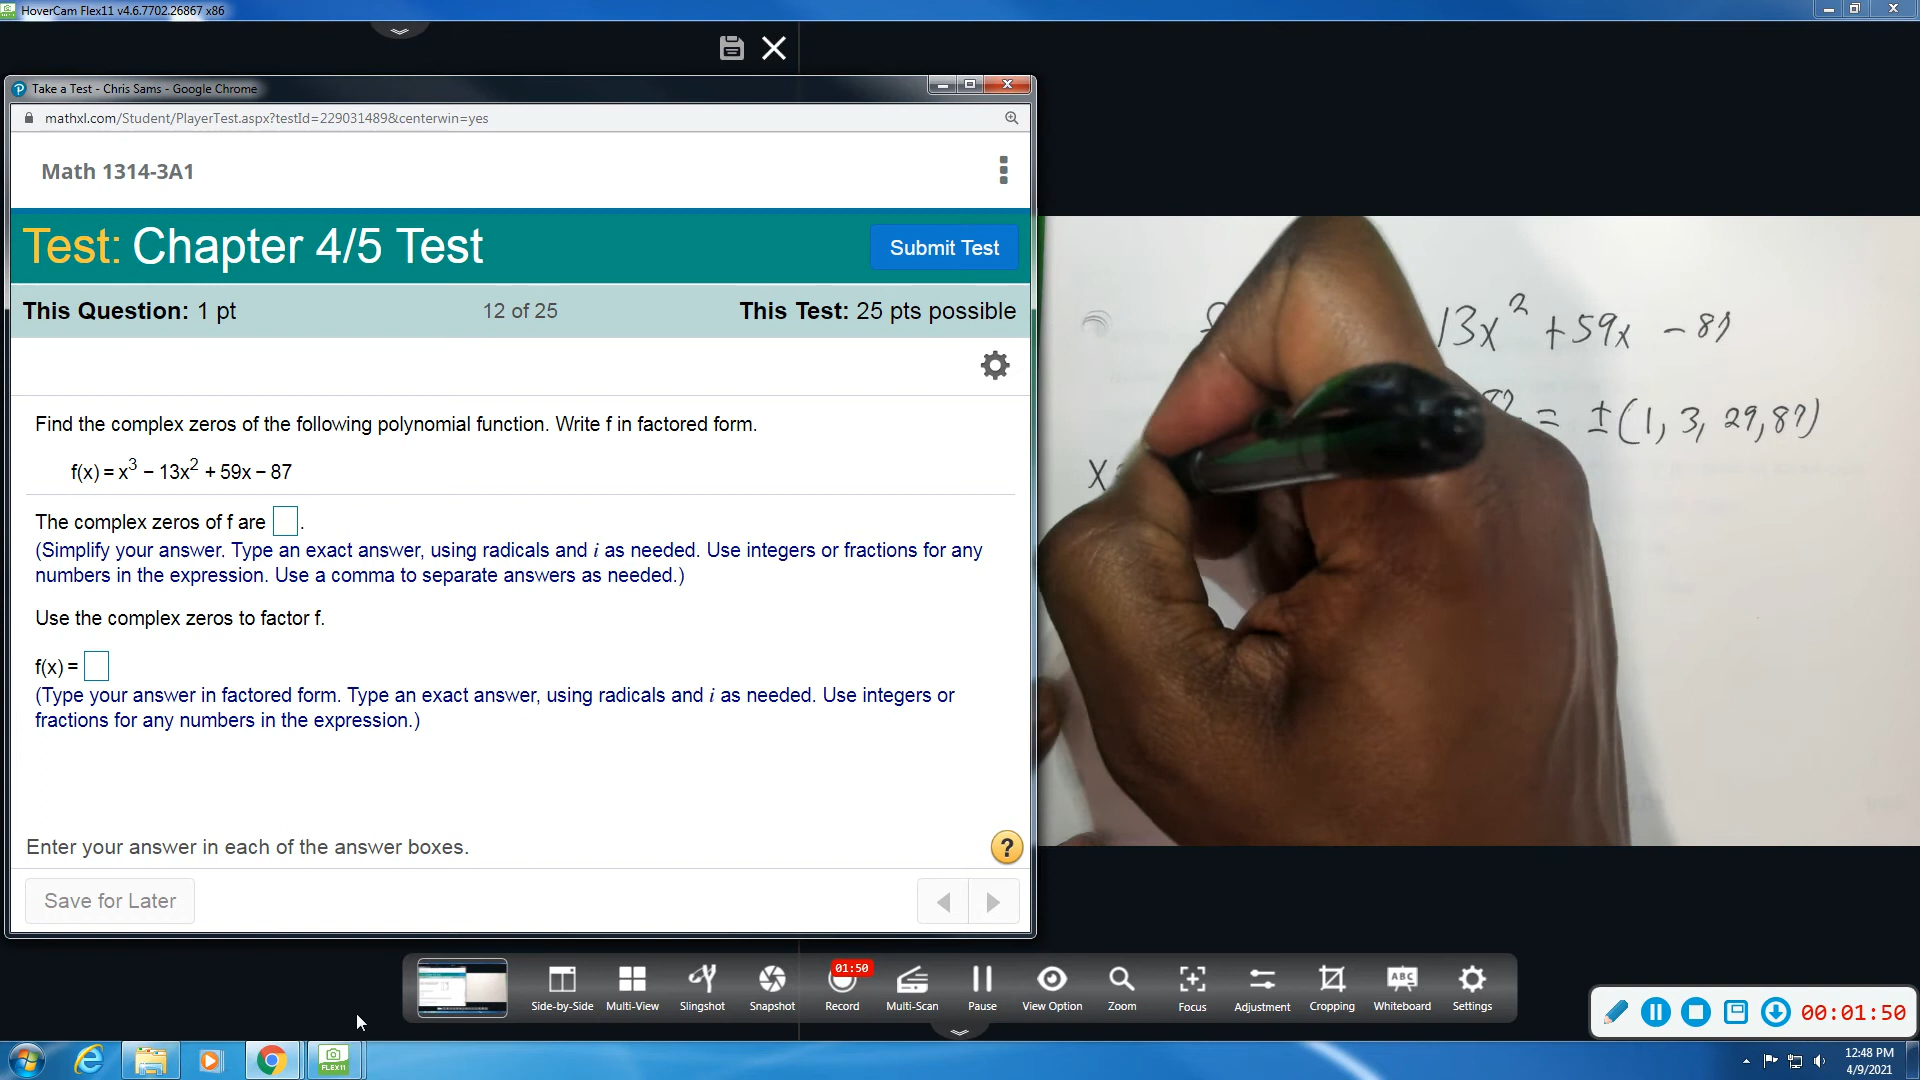 HoverCam Flex11 v4.6.7702.26867 x86
Take a Test - Chris Sams - Google Chrome
mathxl.com/Student/PlayerTest.aspx?testId=229031489&centerwin=yes
Math 1314-3A1
Test: Chapter 4/5 Test
Submit Test
This Question: 1 pt
12 of 25
This Test: 25 pts possible
Find the complex zeros of the following polynomial function. Write f in factored form.
f(x) = x³ − 13x² + 59x − 87
The complex zeros of f are .
(Simplify your answer. Type an exact answer, using radicals and i as needed. Use integers or fractions for any
numbers in the expression. Use a comma to separate answers as needed.)
Use the complex zeros to factor f.
f(x) =
(Type your answer in factored form. Type an exact answer, using radicals and i as needed. Use integers or
fractions for any numbers in the expression.)
Enter your answer in each of the answer boxes.
?
Save for Later
13x² + 59x − 87
= ±(1, 3, 29, 87)
x
01:50
Side-by-Side
Multi-View
Slingshot
Snapshot
Record
Multi-Scan
Pause
View Option
Zoom
Focus
Adjustment
Cropping
ABC
Whiteboard
Settings
00:01:50
FLEX11
12:48 PM
4/9/2021